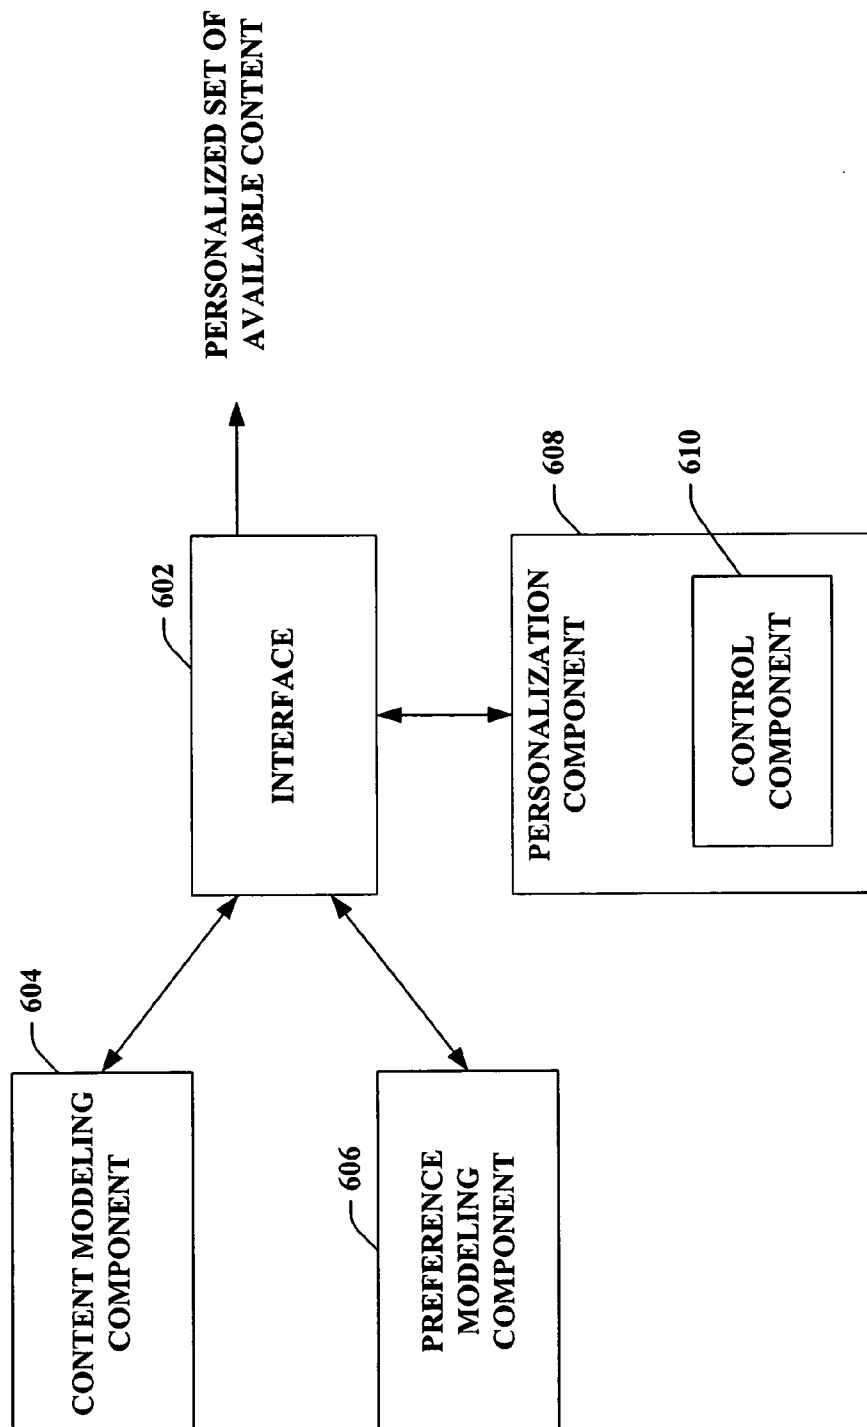 604
CONTENT MODELING
COMPONENT
602
INTERFACE
PERSONALIZED SET OF
AVAILABLE CONTENT
606
PREFERENCE
MODELING
COMPONENT
608
PERSONALIZATION
COMPONENT
610
CONTROL
COMPONENT